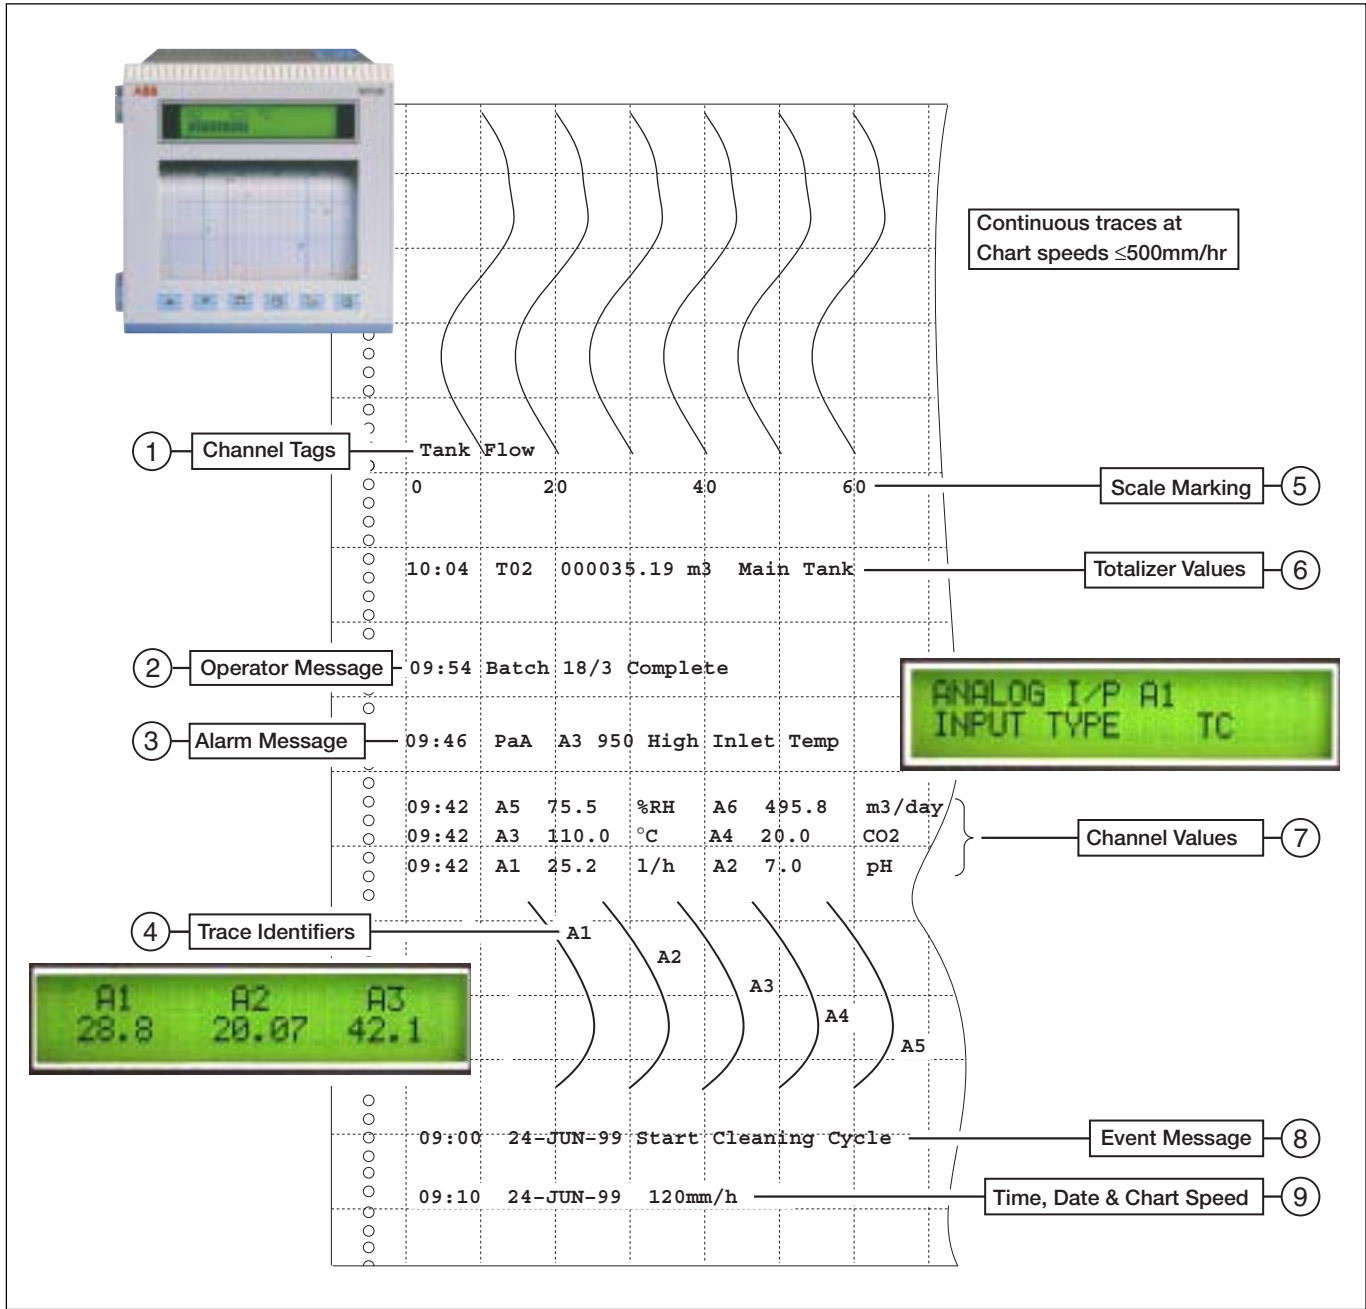 ABB
Continuous traces at
Chart speeds ≤500mm/hr
1 Channel Tags
Tank Flow
0 20 40 60
Scale Marking 5
10:04 T02 000035.19 m3 Main Tank
Totalizer Values 6
2 Operator Message
09:54 Batch 18/3 Complete
ANALOG I/P A1
INPUT TYPE TC
3 Alarm Message
09:46 PaA A3 950 High Inlet Temp
09:42 A5 75.5 %RH A6 495.8 m3/day
09:42 A3 110.0 °C A4 20.0 CO2
09:42 A1 25.2 l/h A2 7.0 pH
Channel Values 7
4 Trace Identifiers
A1
A2
A3
A4
A5
A1 A2 A3
28.8 20.07 42.1
09:00 24-JUN-99 Start Cleaning Cycle
Event Message 8
09:10 24-JUN-99 120mm/h
Time, Date & Chart Speed 9